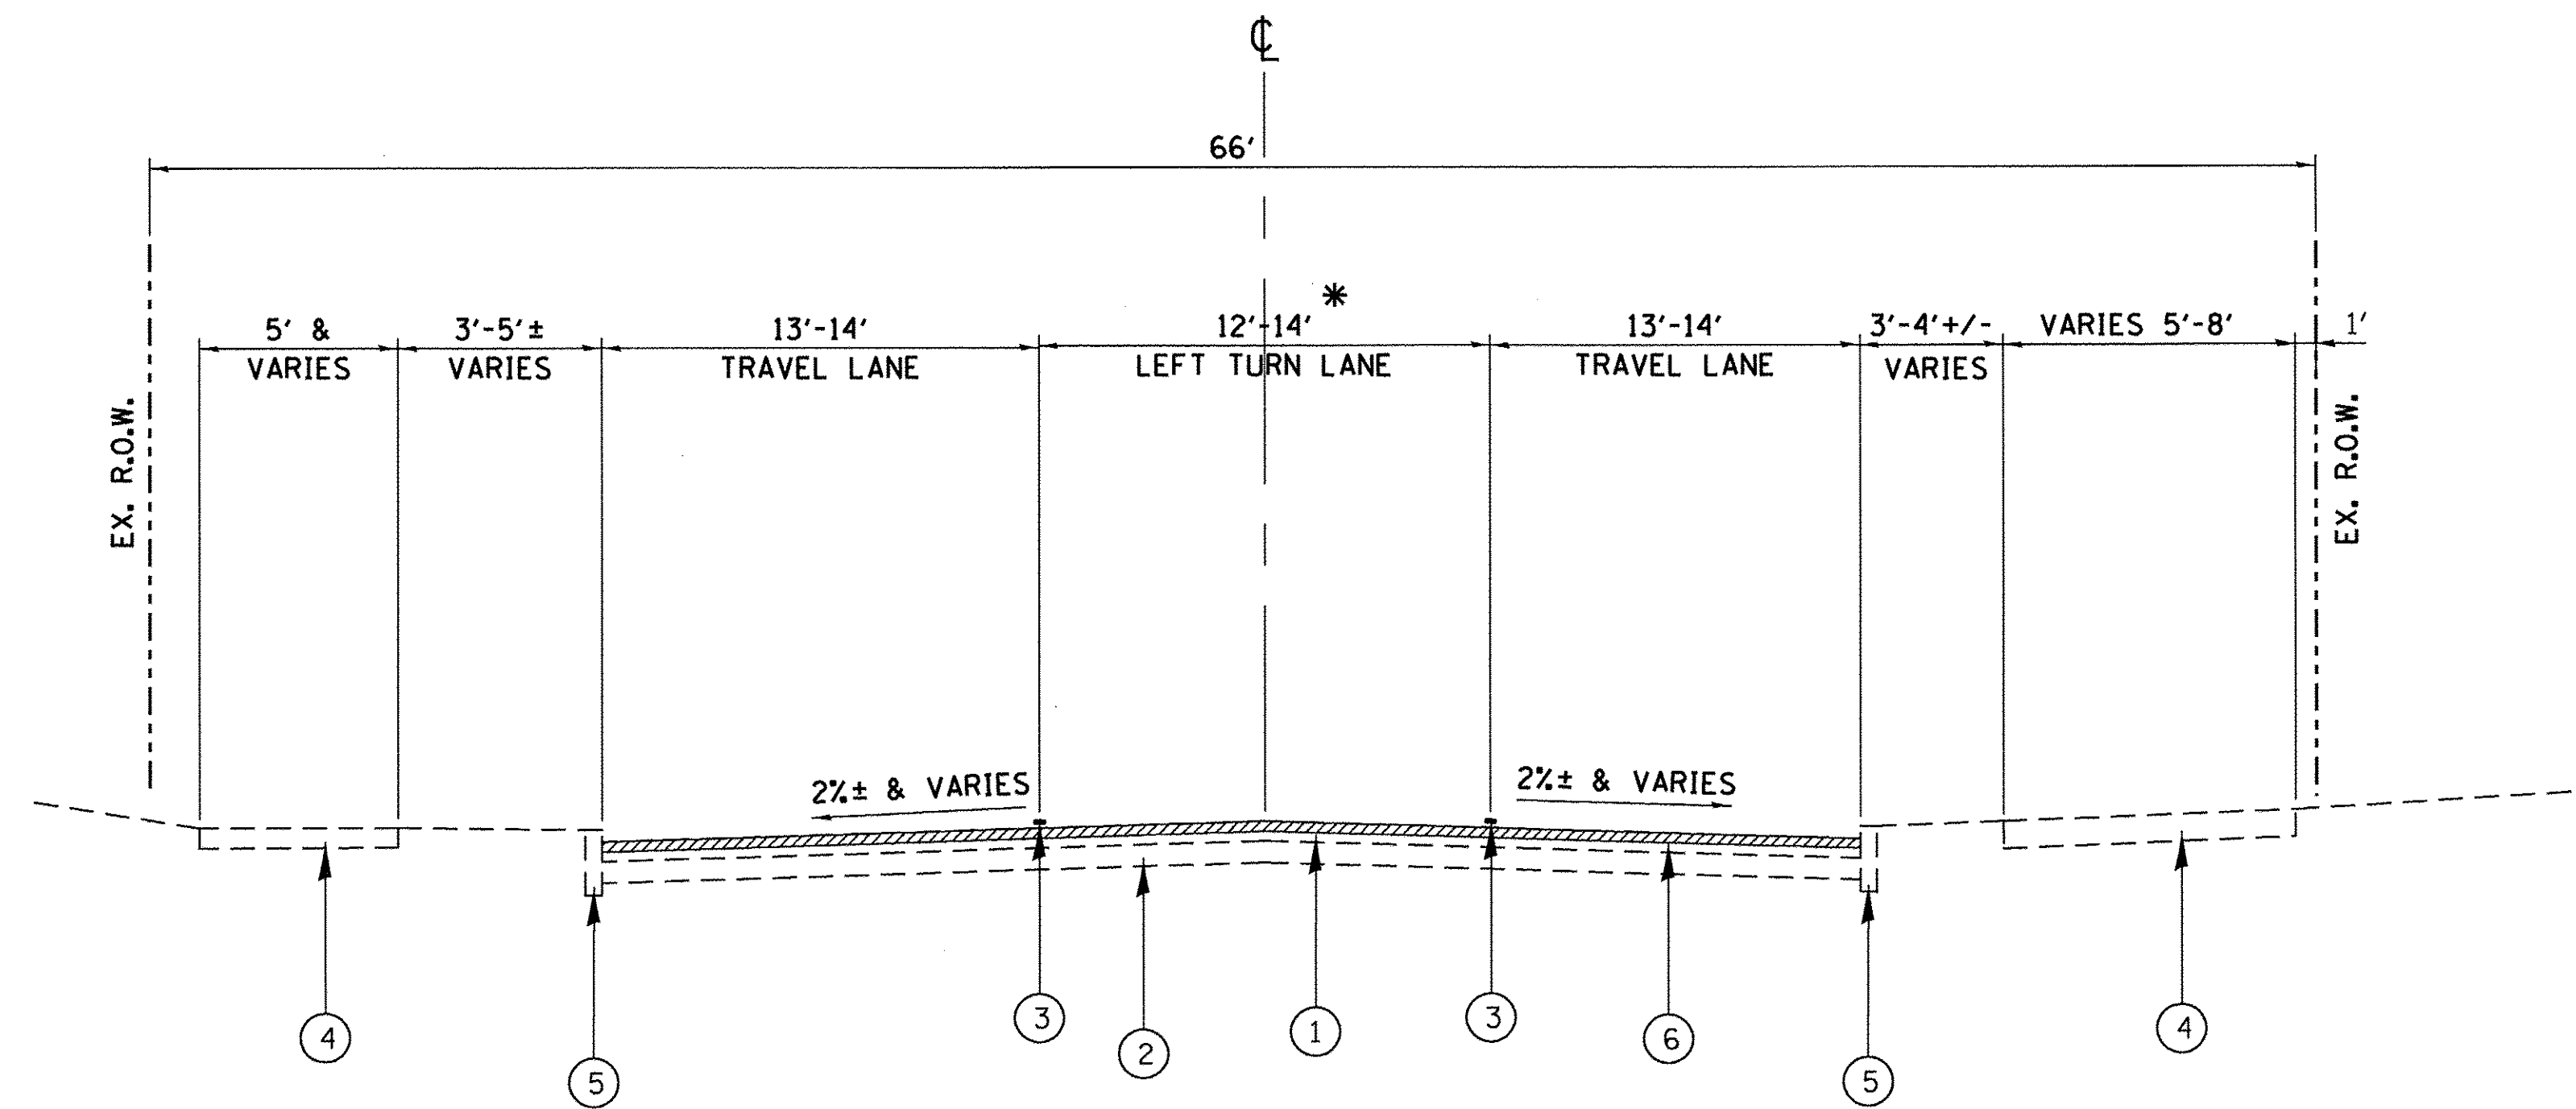 ℄
66'
*
5' &
VARIES
3'-5'±
VARIES
13'-14'
TRAVEL LANE
12'-14'
LEFT TURN LANE
13'-14'
TRAVEL LANE
3'-4'+/-
VARIES
VARIES 5'-8'
1'
EX. R.O.W.
EX. R.O.W.
2%± & VARIES
2%± & VARIES
4
5
3
2
1
3
6
5
4